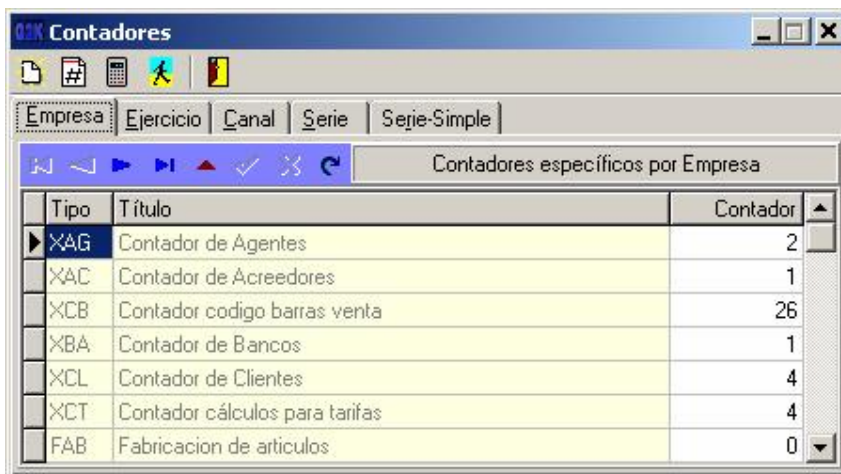 Q2K Contadores
Empresa Ejercicio Canal Serie Serie-Simple
Contadores específicos por Empresa
Tipo Título Contador
XAG Contador de Agentes 2
XAC Contador de Acreedores 1
XCB Contador codigo barras venta 26
XBA Contador de Bancos 1
XCL Contador de Clientes 4
XCT Contador cálculos para tarifas 4
FAB Fabricacion de articulos 0